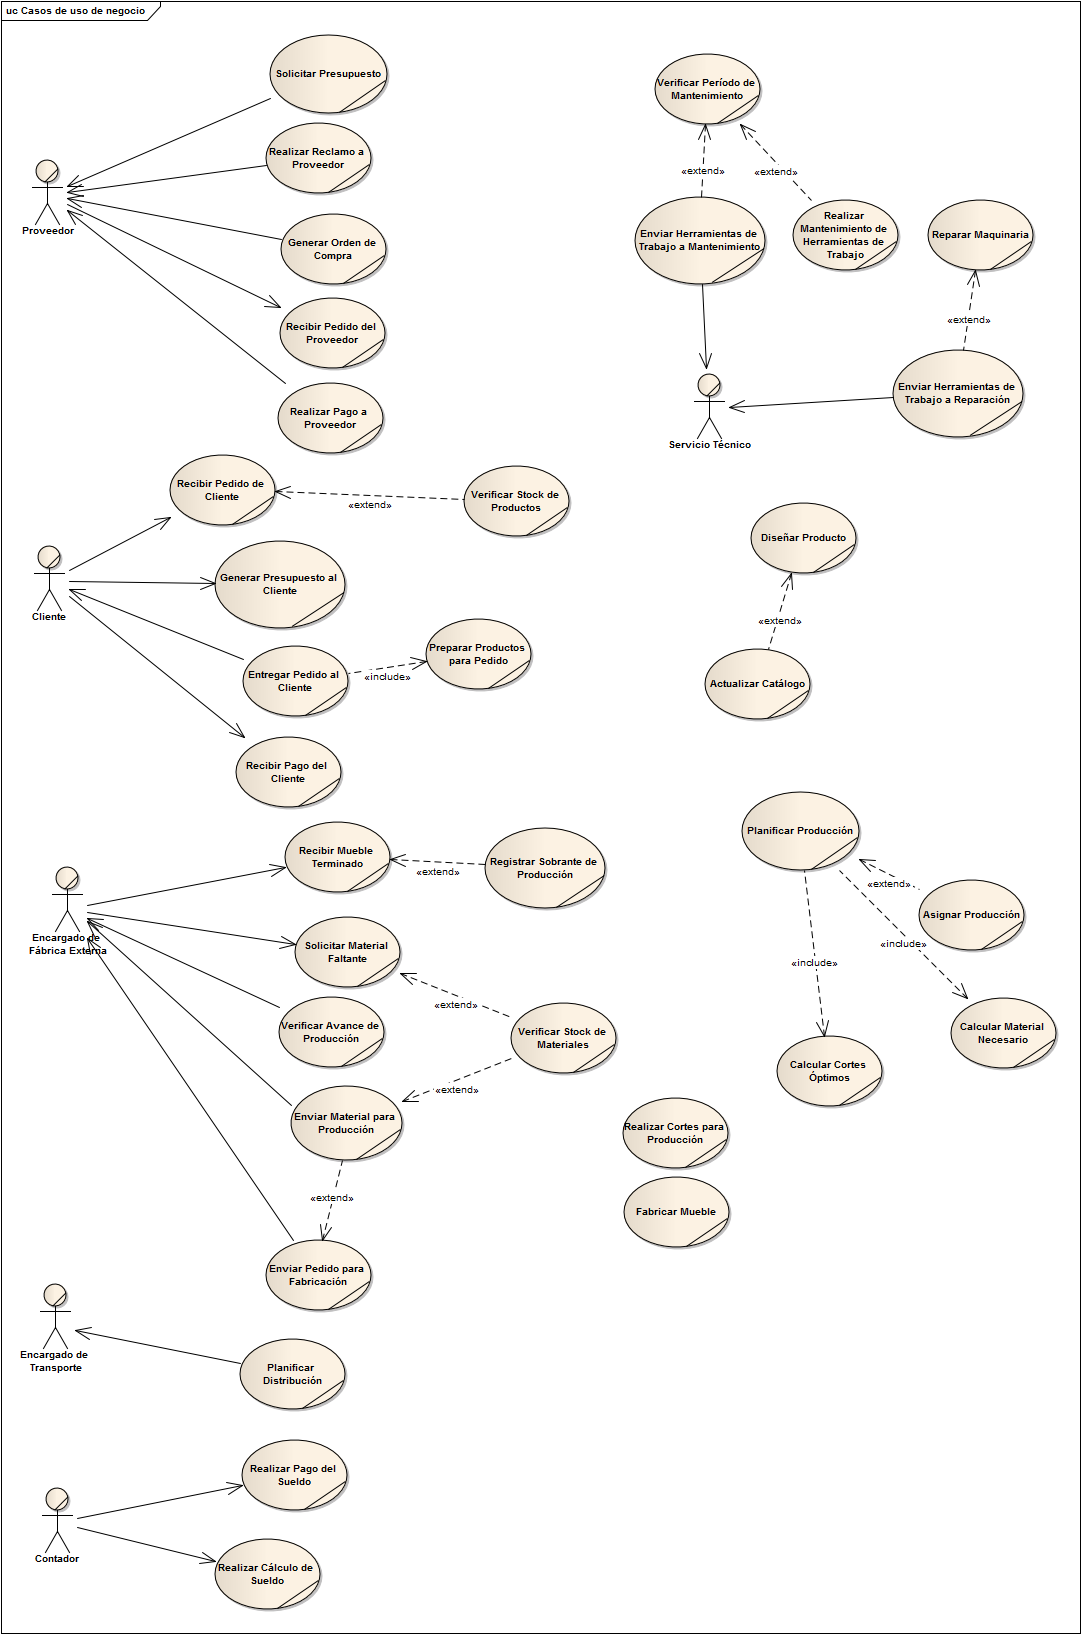 uc Casos de uso de negocio
Solicitar Presupuesto
Realizar Reclamo a
Proveedor
Proveedor
Generar Orden de
Compra
Recibir Pedido del
Proveedor
Realizar Pago a
Proveedor
Verificar Período de
Mantenimiento
«extend»
«extend»
Enviar Herramientas de
Trabajo a Mantenimiento
Realizar
Mantenimiento de
Herramientas de
Trabajo
Reparar Maquinaria
«extend»
Enviar Herramientas de
Trabajo a Reparación
Servicio Técnico
Recibir Pedido de
Cliente
«extend»
Verificar Stock de
Productos
Cliente
Generar Presupuesto al
Cliente
Entregar Pedido al
Cliente
«include»
Preparar Productos
para Pedido
Recibir Pago del
Cliente
Diseñar Producto
«extend»
Actualizar Catálogo
Recibir Mueble
Terminado
«extend»
Registrar Sobrante de
Producción
Encargado de
Fábrica Externa
Solicitar Material
Faltante
«extend»
Verificar Avance de
Producción
Verificar Stock de
Materiales
«extend»
Enviar Material para
Producción
«extend»
Enviar Pedido para
Fabricación
Planificar Producción
«extend»
Asignar Producción
«include»
«include»
Calcular Material
Necesario
Calcular Cortes
Óptimos
Realizar Cortes para
Producción
Fabricar Mueble
Encargado de
Transporte
Planificar
Distribución
Realizar Pago del
Sueldo
Contador
Realizar Cálculo de
Sueldo